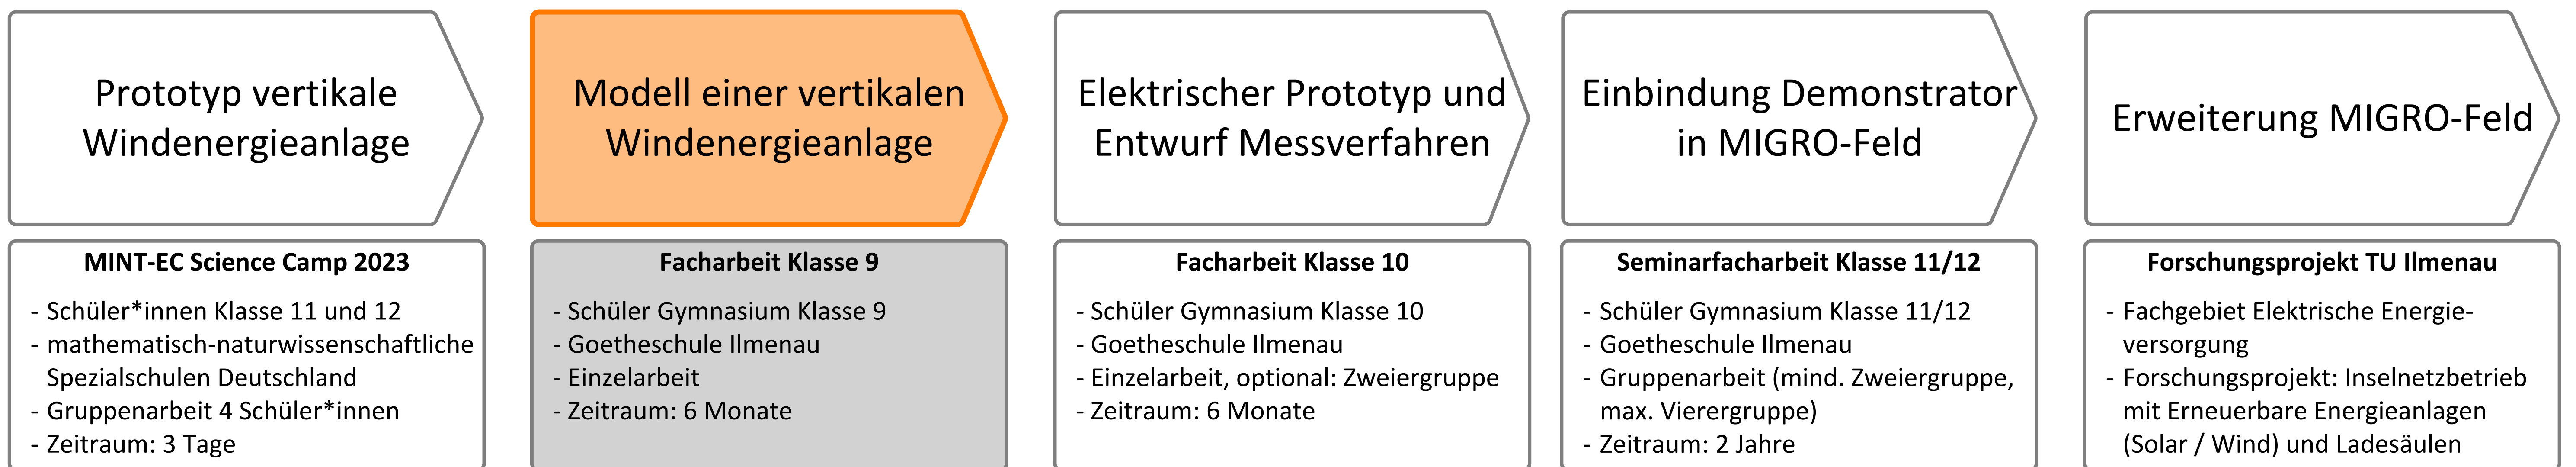 Prototyp vertikale
Windenergieanlage
Modell einer vertikalen
Windenergieanlage
Elektrischer Prototyp und
Entwurf Messverfahren
Einbindung Demonstrator
in MIGRO-Feld
Erweiterung MIGRO-Feld
MINT-EC Science Camp 2023
- Schüler*innen Klasse 11 und 12
- mathematisch-naturwissenschaftliche
Spezialschulen Deutschland
- Gruppenarbeit 4 Schüler*innen
- Zeitraum: 3 Tage
Facharbeit Klasse 9
- Schüler Gymnasium Klasse 9
- Goetheschule Ilmenau
- Einzelarbeit
- Zeitraum: 6 Monate
Facharbeit Klasse 10
- Schüler Gymnasium Klasse 10
- Goetheschule Ilmenau
- Einzelarbeit, optional: Zweiergruppe
- Zeitraum: 6 Monate
Seminarfacharbeit Klasse 11/12
- Schüler Gymnasium Klasse 11/12
- Goetheschule Ilmenau
- Gruppenarbeit (mind. Zweiergruppe,
max. Vierergruppe)
- Zeitraum: 2 Jahre
Forschungsprojekt TU Ilmenau
- Fachgebiet Elektrische Energie-
versorgung
- Forschungsprojekt: Inselnetzbetrieb
mit Erneuerbare Energieanlagen
(Solar / Wind) und Ladesäulen